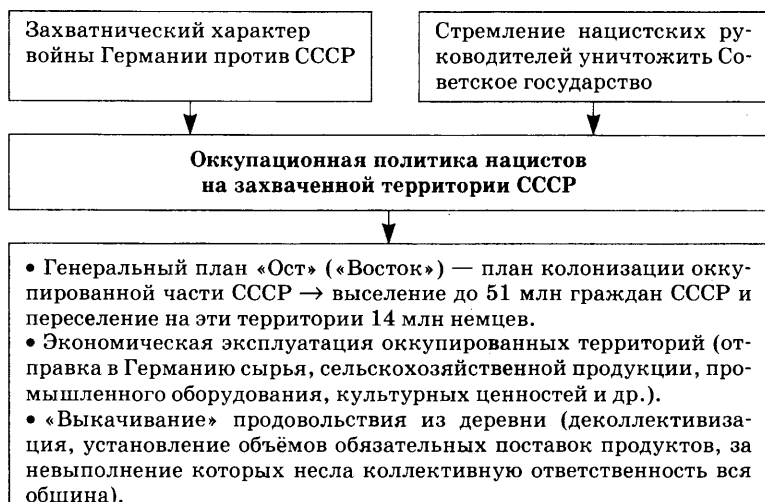 Захватнический характер
войны Германии против СССР
Стремление нацистских ру-
ководителей уничтожить Со-
ветское государство
Оккупационная политика нацистов
на захваченной территории СССР
• Генеральный план «Ост» («Восток») — план колонизации окку-
пированной части СССР → выселение до 51 млн граждан СССР и
переселение на эти территории 14 млн немцев.
• Экономическая эксплуатация оккупированных территорий (от-
правка в Германию сырья, сельскохозяйственной продукции, про-
мышленного оборудования, культурных ценностей и др.).
• «Выкачивание» продовольствия из деревни (деколлективиза-
ция, установление объёмов обязательных поставок продуктов, за
невыполнение которых несла коллективную ответственность вся
община).